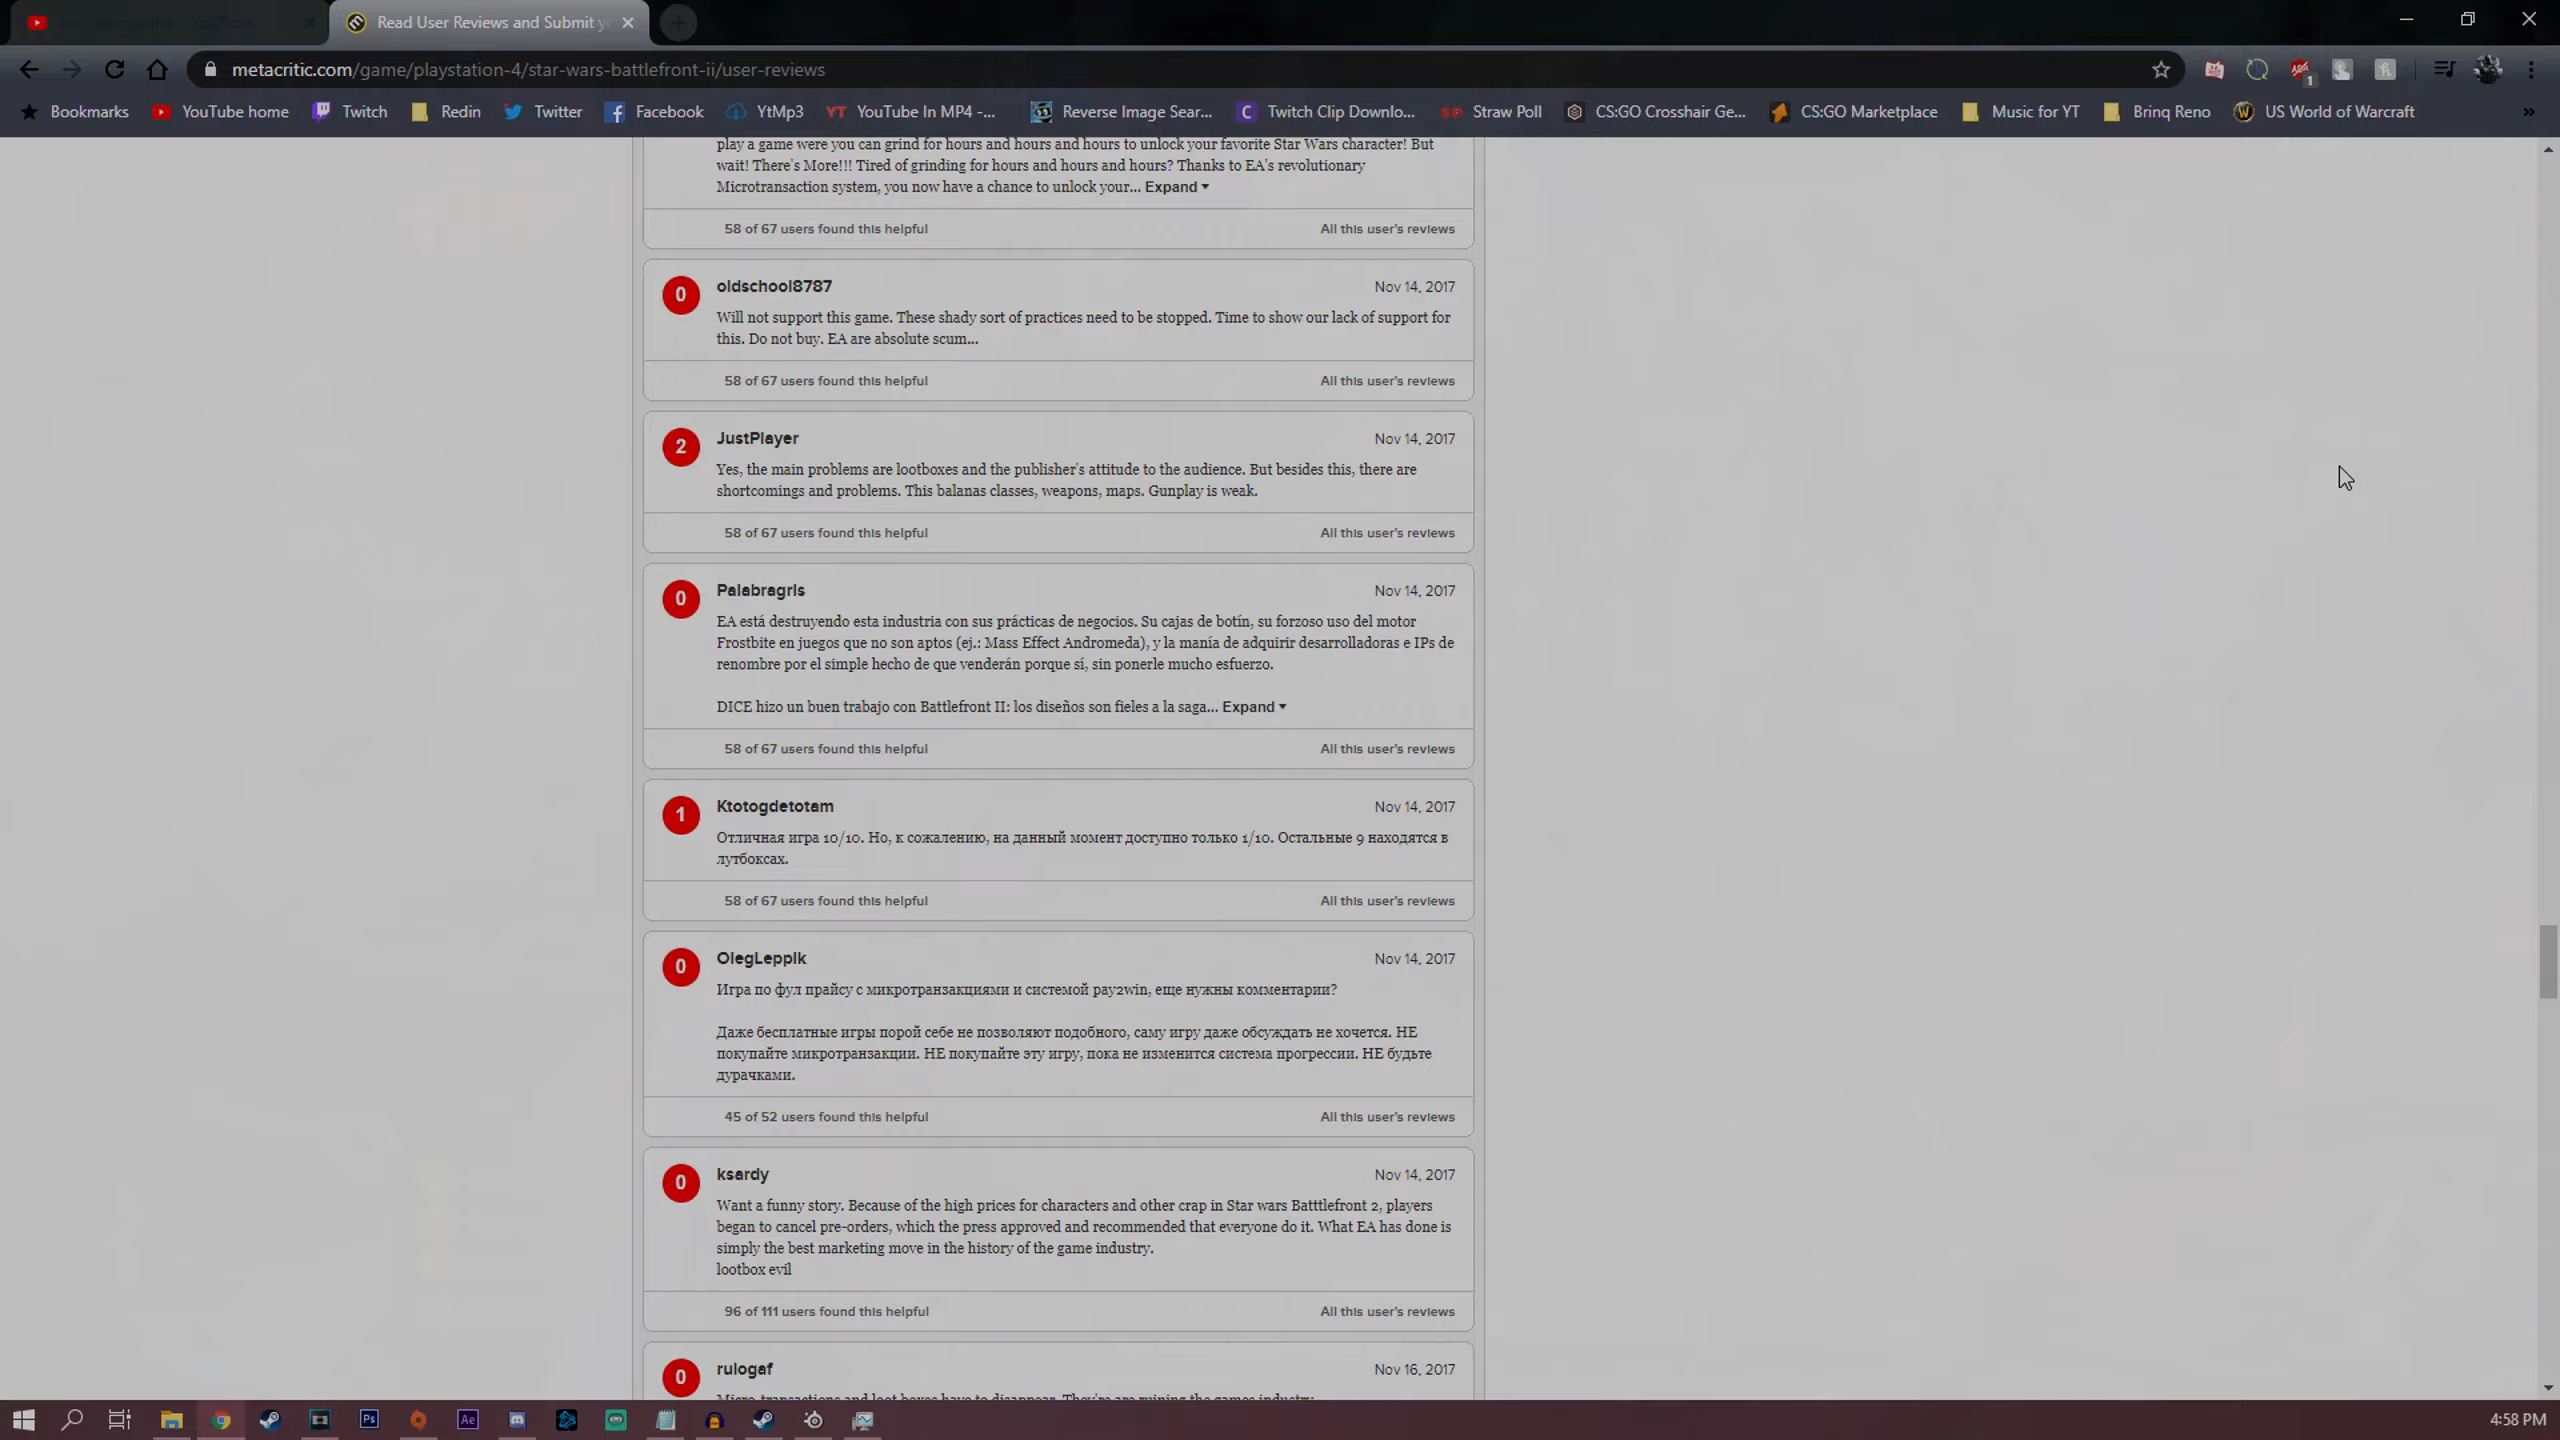 YouTube
Read User Reviews and Submit y
metacritic.com/game/playstation-4/star-wars-battlefront-ii/user-reviews
1
Bookmarks YouTube home Twitch Redin Twitter Facebook YtMp3 YT YouTube In MP4 -... Reverse Image Sear... C Twitch Clip Downlo... Straw Poll CS:GO Crosshair Ge... CS:GO Marketplace Music for YT Brinq Reno US World of Warcraft »
play a game were you can grind for hours and hours and hours to unlock your favorite Star Wars character! But
wait! There's More!!! Tired of grinding for hours and hours and hours? Thanks to EA's revolutionary
Microtransaction system, you now have a chance to unlock your... Expand
58 of 67 users found this helpful All this user's reviews
0 oldschool8787 Nov 14, 2017
Will not support this game. These shady sort of practices need to be stopped. Time to show our lack of support for
this. Do not buy. EA are absolute scum...
58 of 67 users found this helpful All this user's reviews
2 JustPlayer Nov 14, 2017
Yes, the main problems are lootboxes and the publisher's attitude to the audience. But besides this, there are
shortcomings and problems. This balanas classes, weapons, maps. Gunplay is weak.
58 of 67 users found this helpful All this user's reviews
0 Palabragris Nov 14, 2017
EA está destruyendo esta industria con sus prácticas de negocios. Su cajas de botín, su forzoso uso del motor
Frostbite en juegos que no son aptos (ej.: Mass Effect Andromeda), y la manía de adquirir desarrolladoras e IPs de
renombre por el simple hecho de que venderán porque sí, sin ponerle mucho esfuerzo.
DICE hizo un buen trabajo con Battlefront II: los diseños son fieles a la saga... Expand
58 of 67 users found this helpful All this user's reviews
1 Ktotogdetotam Nov 14, 2017
Отличная игра 10/10. Но, к сожалению, на данный момент доступно только 1/10. Остальные 9 находятся в
лутбоксах.
58 of 67 users found this helpful All this user's reviews
0 OlegLeppik Nov 14, 2017
Игра по фул прайсу с микротранзакциями и системой pay2win, еще нужны комментарии?
Даже бесплатные игры порой себе не позволяют подобного, саму игру даже обсуждать не хочется. НЕ
покупайте микротранзакции. НЕ покупайте эту игру, пока не изменится система прогрессии. НЕ будьте
дурачками.
45 of 52 users found this helpful All this user's reviews
0 ksardy Nov 14, 2017
Want a funny story. Because of the high prices for characters and other crap in Star wars Batttlefront 2, players
began to cancel pre-orders, which the press approved and recommended that everyone do it. What EA has done is
simply the best marketing move in the history of the game industry.
lootbox evil
96 of 111 users found this helpful All this user's reviews
0 rulogaf Nov 16, 2017
Micro-transactions and loot boxes have to disappear. They're are ruining the games industry
Ps Ae 4:58 PM